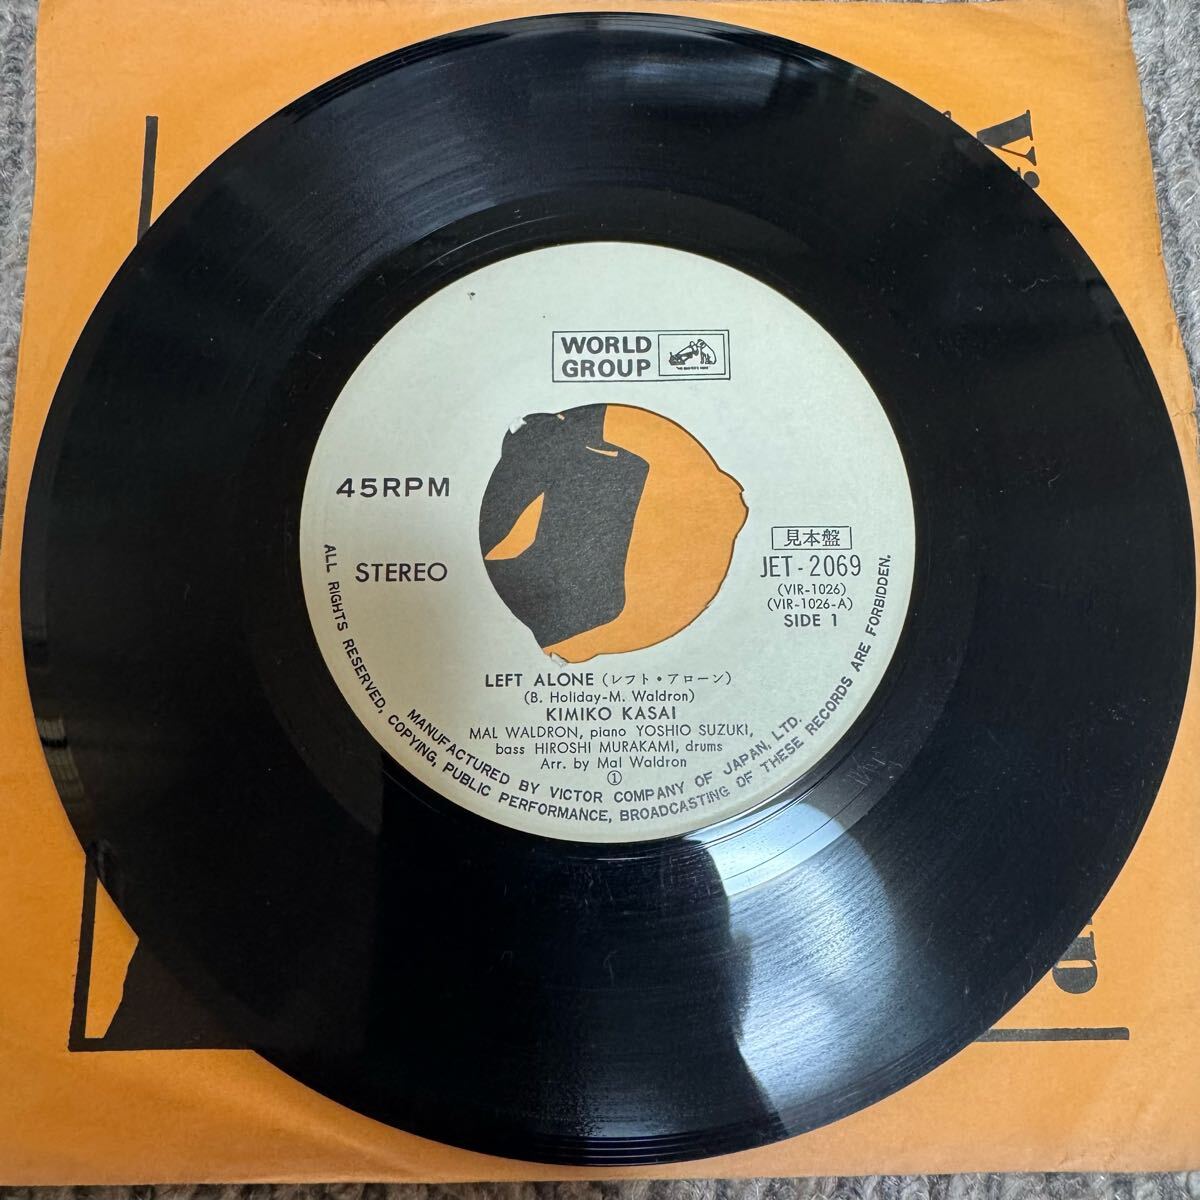 WORLD
GROUP
"HIS MASTER'S VOICE"
45RPM
STEREO
見本盤
JET-2069
(VIR-1026)
(VIR-1026-A)
SIDE 1
LEFT ALONE (レフト・アローン)
(B. Holiday-M. Waldron)
KIMIKO KASAI
MAL WALDRON, piano YOSHIO SUZUKI,
bass HIROSHI MURAKAMI, drums
Arr. by Mal Waldron
①
MANUFACTURED BY VICTOR COMPANY OF JAPAN, LTD.
ALL RIGHTS RESERVED, COPYING, PUBLIC PERFORMANCE, BROADCASTING OF THESE RECORDS ARE FORBIDDEN.